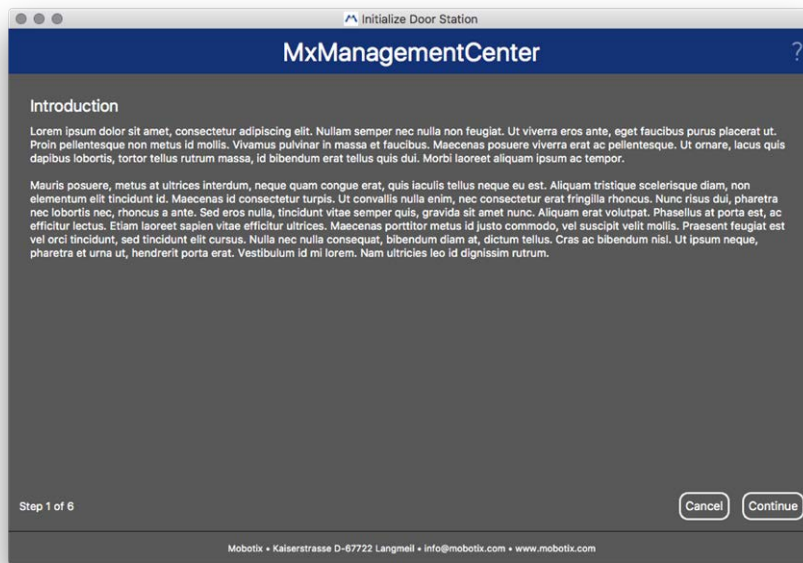 Initialize Door Station
MxManagementCenter
?
Introduction
Lorem ipsum dolor sit amet, consectetur adipiscing elit. Nullam semper nec nulla non feugiat. Ut viverra eros ante, eget faucibus purus placerat ut.
Proin pellentesque non metus id mollis. Vivamus pulvinar in massa et faucibus. Maecenas posuere viverra erat ac pellentesque. Ut ornare, lacus quis
dapibus lobortis, tortor tellus rutrum massa, id bibendum erat tellus quis dui. Morbi laoreet aliquam ipsum ac tempor.
Mauris posuere, metus at ultrices interdum, neque quam congue erat, quis iaculis tellus neque eu est. Aliquam tristique scelerisque diam, non
elementum elit tincidunt id. Maecenas id consectetur turpis. Ut convallis nulla enim, nec consectetur erat fringilla rhoncus. Nunc risus dui, pharetra
nec lobortis nec, rhoncus a ante. Sed eros nulla, tincidunt vitae semper quis, gravida sit amet nunc. Aliquam erat volutpat. Phasellus at porta est, ac
efficitur lectus. Etiam laoreet sapien vitae efficitur ultrices. Maecenas porttitor metus id justo commodo, vel suscipit velit mollis. Praesent feugiat est
vel orci tincidunt, sed tincidunt elit cursus. Nulla nec nulla consequat, bibendum diam at, dictum tellus. Cras ac bibendum nisl. Ut ipsum neque,
pharetra et urna ut, hendrerit porta erat. Vestibulum id mi lorem. Nam ultricies leo id dignissim rutrum.
Step 1 of 6
Cancel
Continue
Mobotix • Kaiserstrasse D-67722 Langmeil • info@mobotix.com • www.mobotix.com